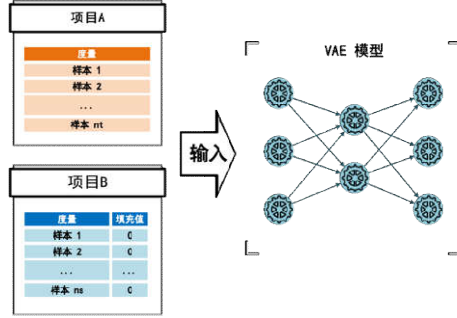 项目A
度量
样本 1
样本 2
...
样本 nt
项目B
度量 填充值
样本 1 0
样本 2 0
... ...
样本 ns 0
输入
VAE 模型